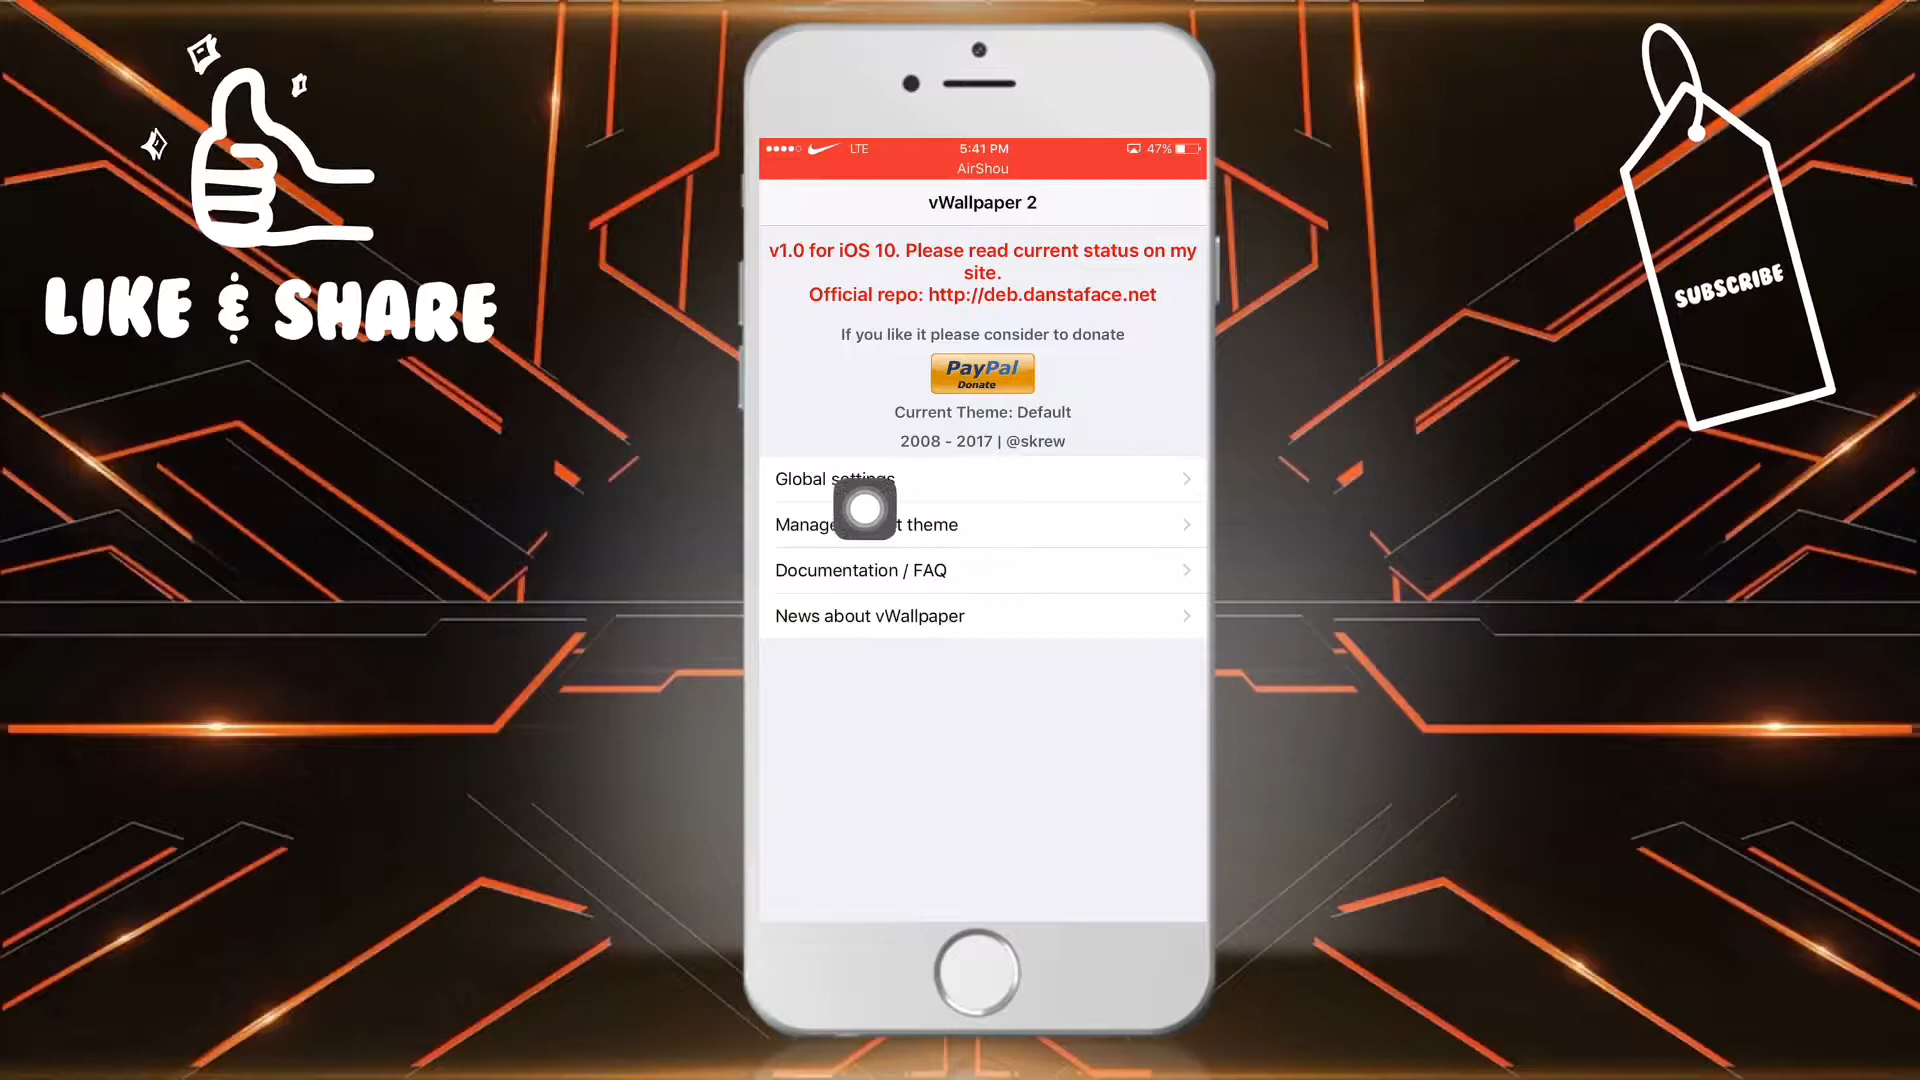 LIKE & SHARE
SUBSCRIBE
LTE
5:41 PM
47%
AirShou
vWallpaper 2
v1.0 for iOS 10. Please read current status on my
site.
Official repo: http://deb.danstaface.net
If you like it please consider to donate
PayPal
Donate
Current Theme: Default
2008 - 2017 | @skrew
Global settings
theme
Documentation / FAQ
News about vWallpaper